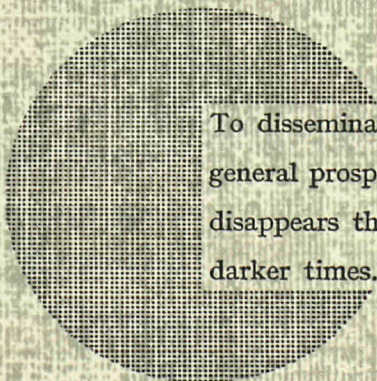 To dissemina
general prosp
disappears th
darker times.